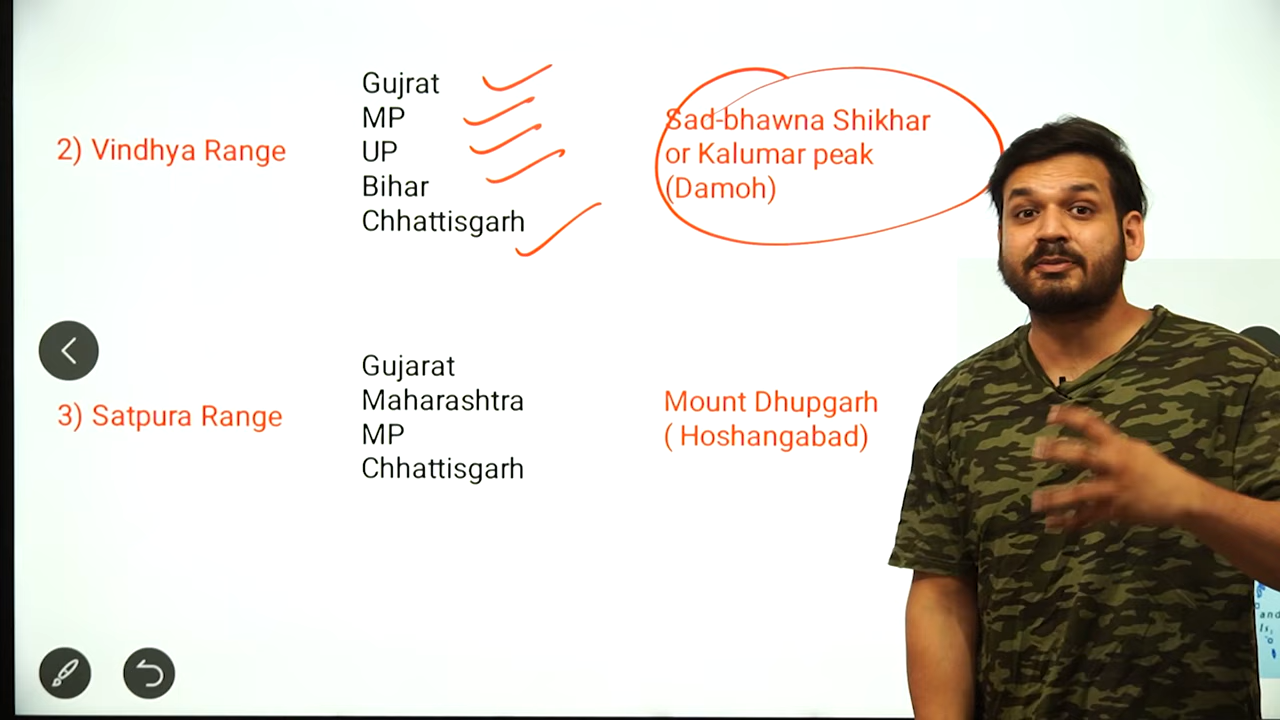 2) Vindhya Range
Gujrat
MP
UP
Bihar
Chhattisgarh
Sad-bhawna Shikhar
or Kalumar peak
(Damoh)
3) Satpura Range
Gujarat
Maharashtra
MP
Chhattisgarh
Mount Dhupgarh
( Hoshangabad)
and